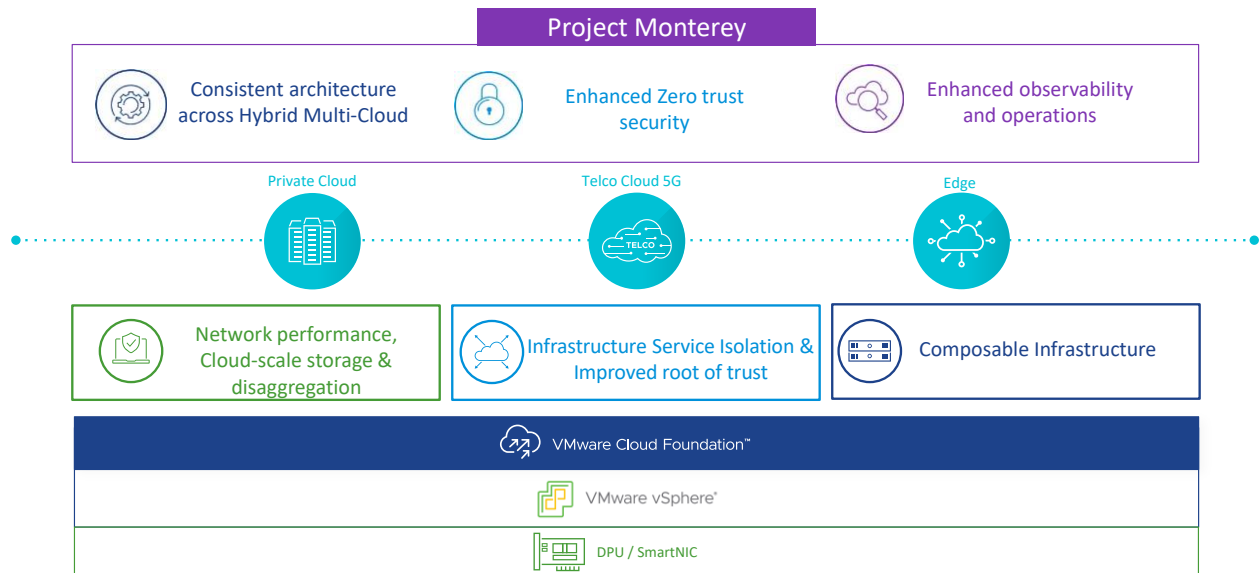 Project Monterey
Consistent architecture
across Hybrid Multi-Cloud
Enhanced Zero trust
security
Enhanced observability
and operations
Private Cloud
Telco Cloud 5G
Edge
TELCO
Network performance,
Cloud-scale storage &
disaggregation
Infrastructure Service Isolation &
Improved root of trust
Composable Infrastructure
VMware Cloud Foundation™
VMware vSphere®
DPU / SmartNIC